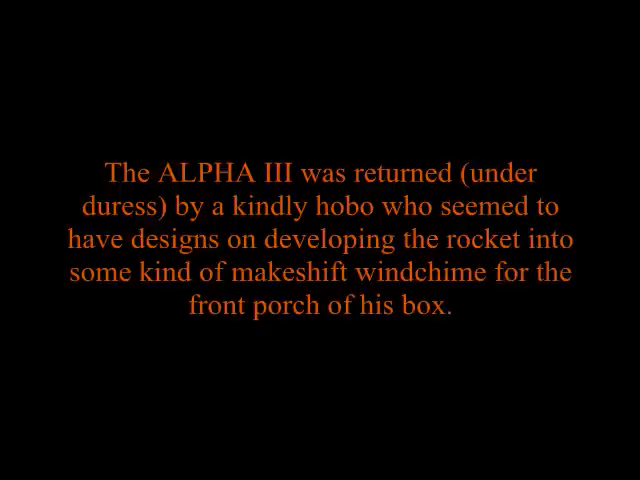 The ALPHA III was returned (under
duress) by a kindly hobo who seemed to
have designs on developing the rocket into
some kind of makeshift windchime for the
front porch of his box.